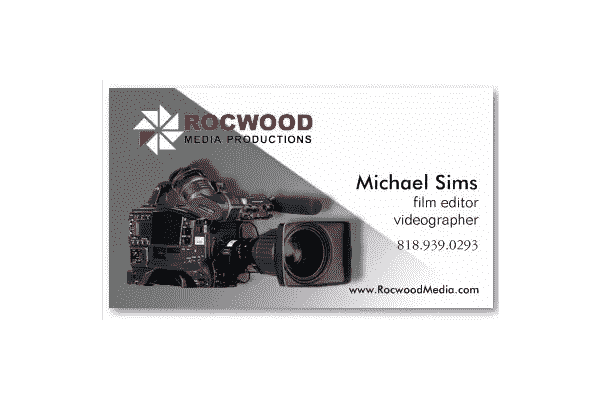 ROCWOOD
MEDIA PRODUCTIONS
Michael Sims
film editor
videographer
818.939.0293
www.RocwoodMedia.com